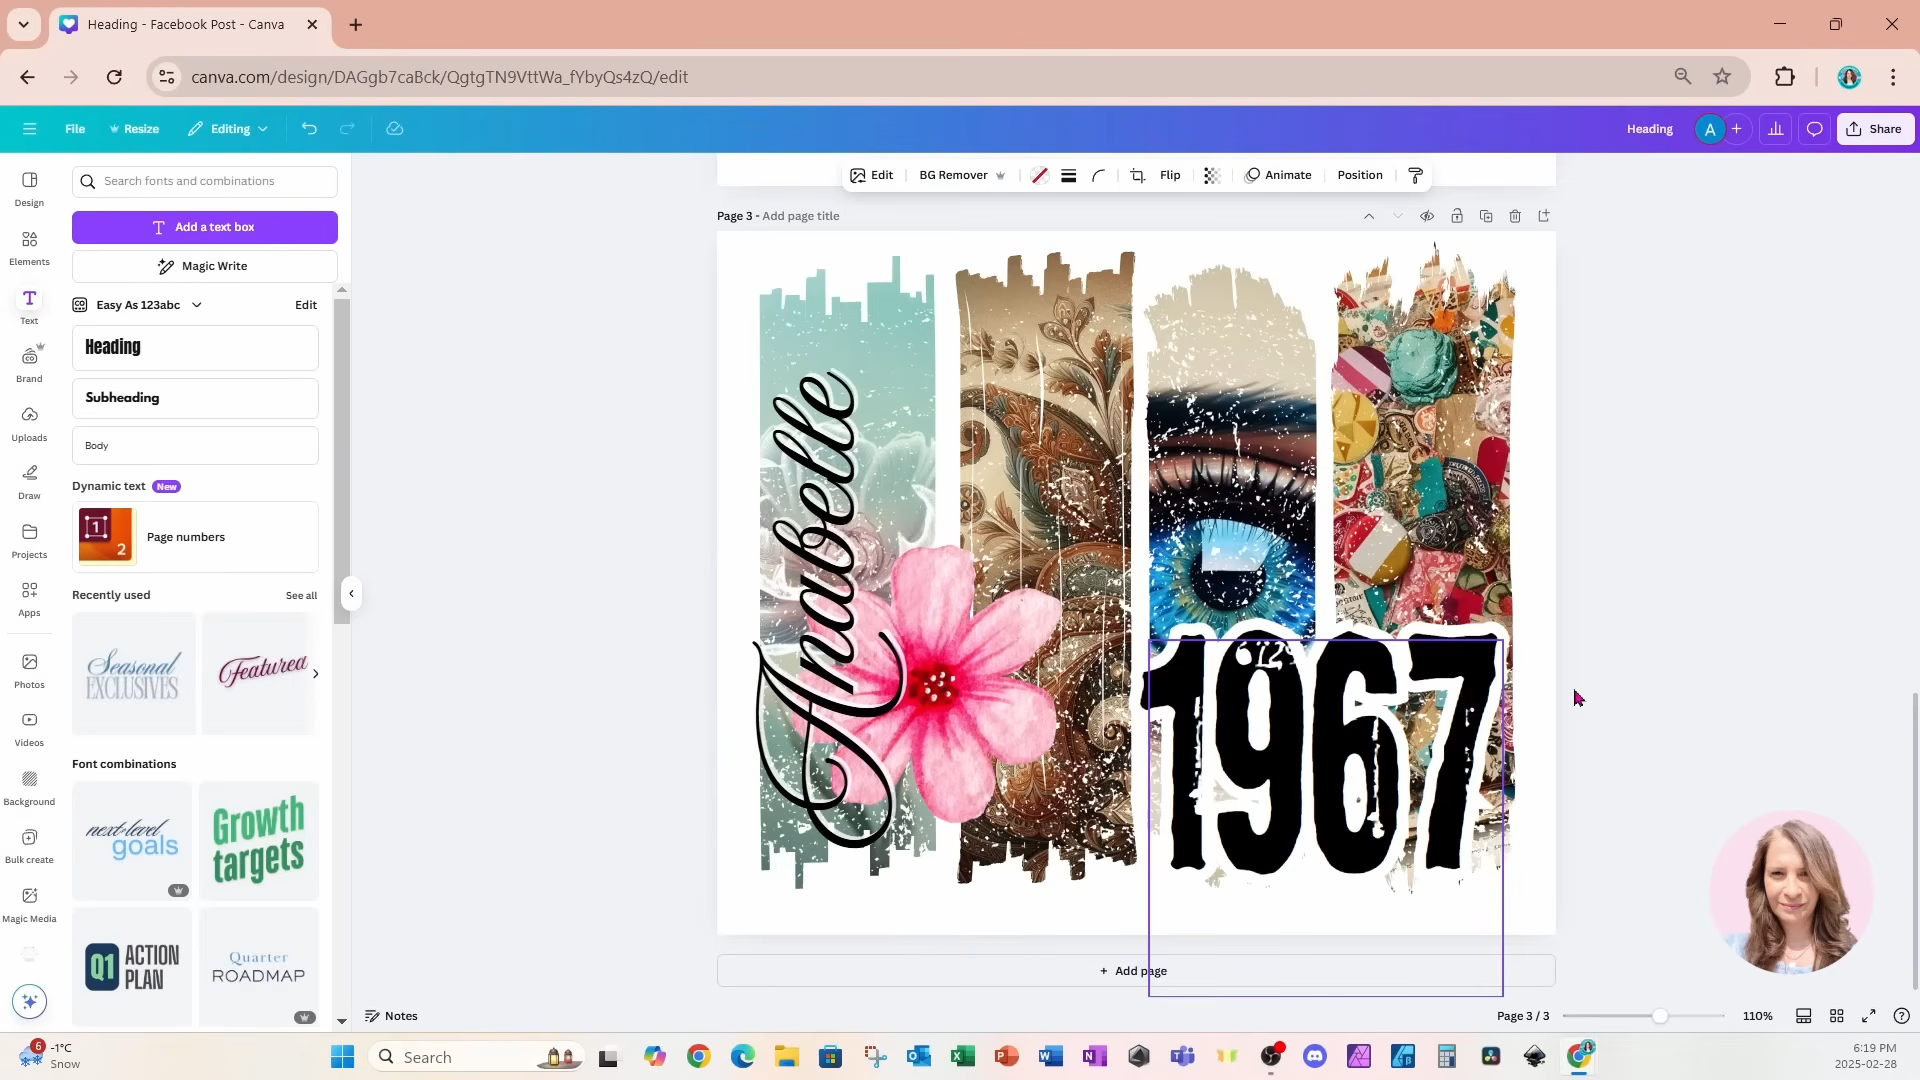 Heading - Facebook Post - Canva
canva.com/design/DAGgb7caBck/QgtgTN9VttWa_fYbyQs4zQ/edit
File
Resize
Editing
Heading
A
Share
Design
Elements
Text
Brand
Uploads
Draw
Projects
Apps
Photos
Videos
Background
Bulk create
Magic Media
Search fonts and combinations
Add a text box
Magic Write
Easy As 123abc
Edit
Heading
Subheading
Body
Dynamic text New
1
2
Page numbers
Recently used
See all
Seasonal
EXCLUSIVES
Featured
Font combinations
next-level
goals
Growth
targets
Q1
ACTION
PLAN
Quarter
ROADMAP
Edit
BG Remover
Flip
Animate
Position
Page 3 - Add page title
Anabelle
1967
+ Add page
Notes
Page 3 / 3
110%
6
-1°C
Snow
Search
6:19 PM
2025-02-28